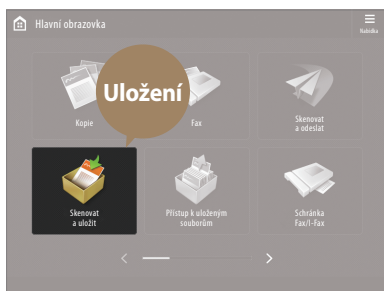 Hlavní obrazovka
Nabídka
Uložení
Kopie
Fax
Skenovat
a odeslat
Skenovat
a uložit
Přístup k uloženým
souborům
Schránka
Fax/I-Fax